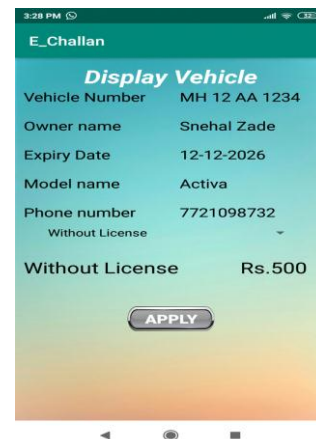 3:28 PM
E_Challan
Display Vehicle
Vehicle Number MH 12 AA 1234
Owner name Snehal Zade
Expiry Date 12-12-2026
Model name Activa
Phone number 7721098732
Without License
Without License Rs.500
APPLY